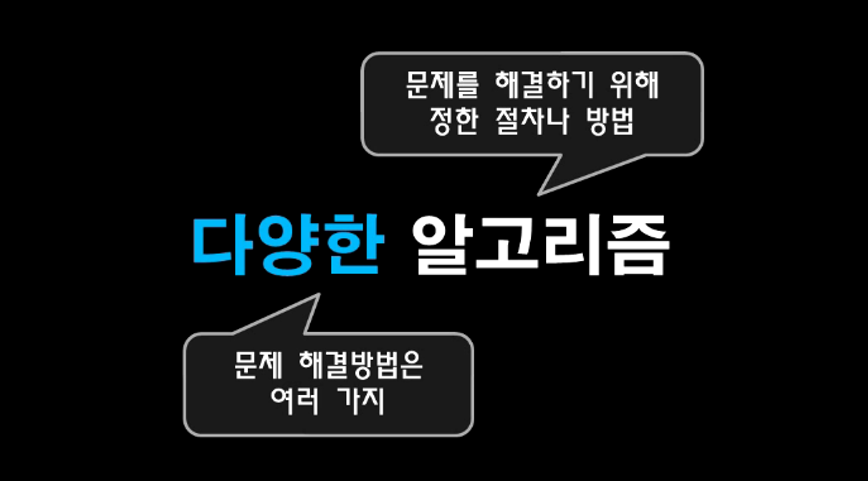 문제를 해결하기 위해
정한 절차나 방법
다양한 알고리즘
문제 해결방법은
여러 가지